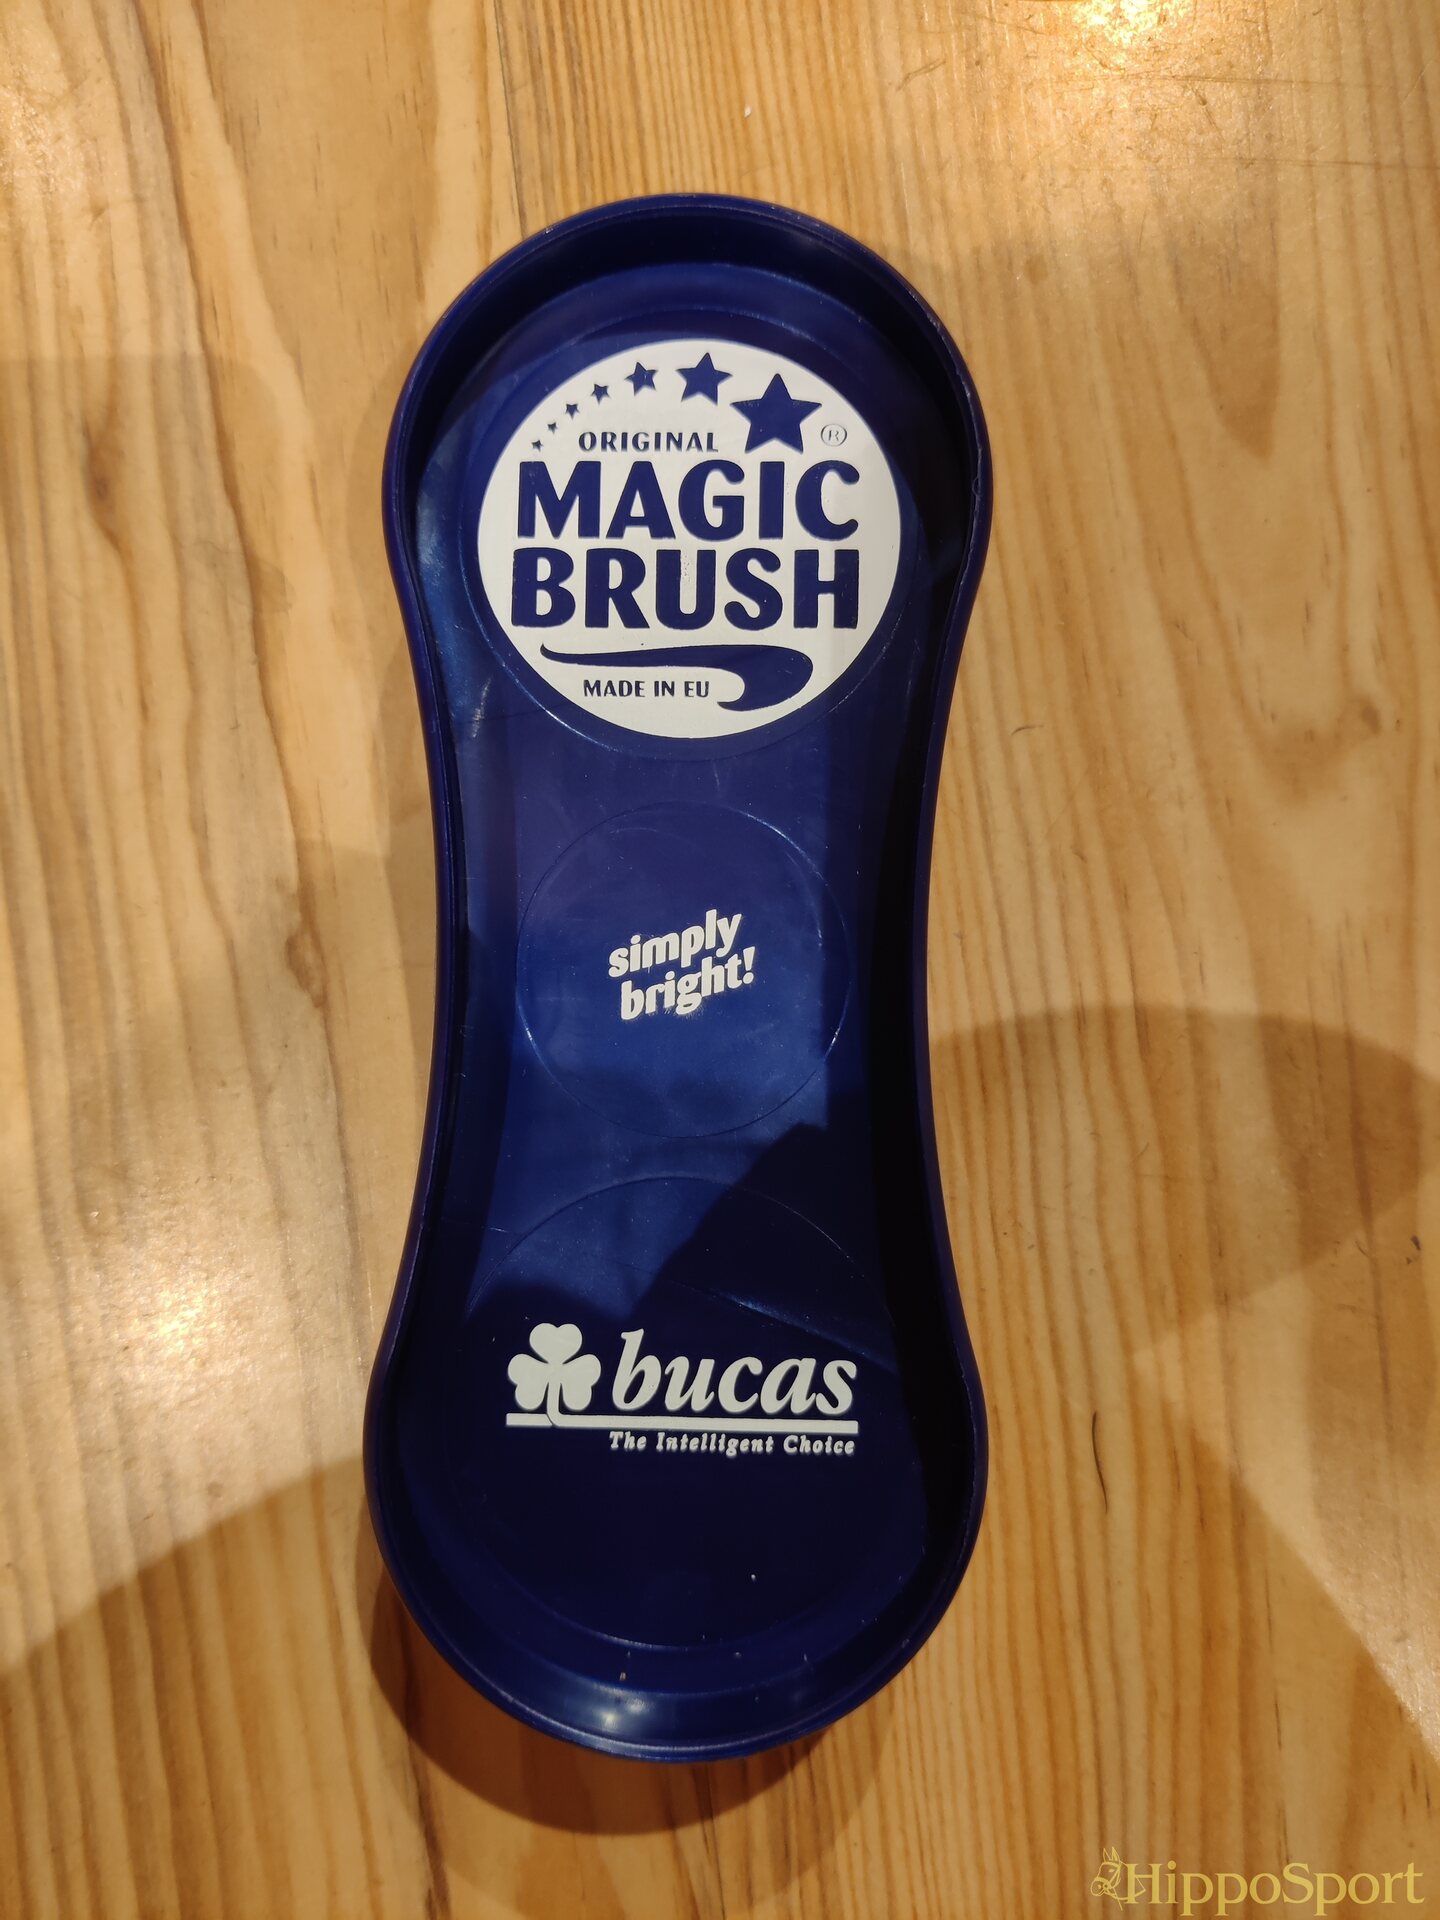 ORIGINAL ®
MAGIC
BRUSH
MADE IN EU
simply
bright!
bucas
The Intelligent Choice
HippoSport